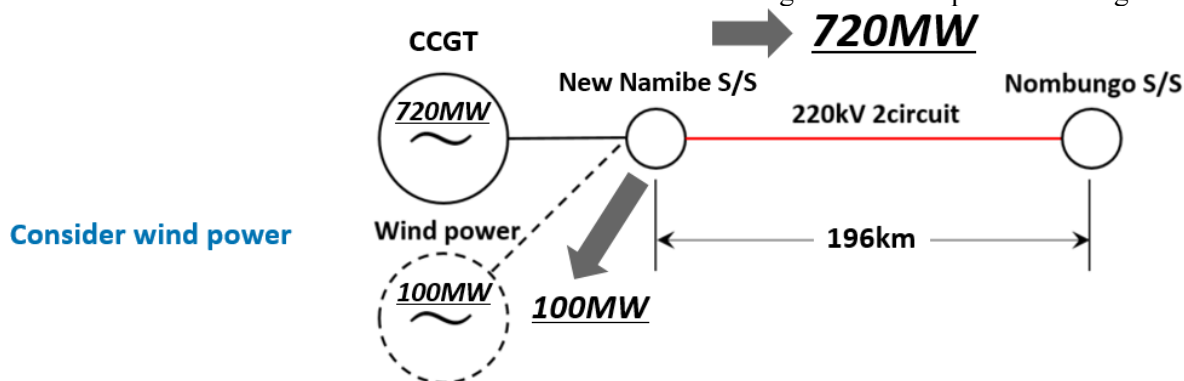 720MW
CCGT
New Namibe S/S
Nombungo S/S
720MW
220kV 2circuit
Consider wind power
Wind power
196km
100MW
100MW